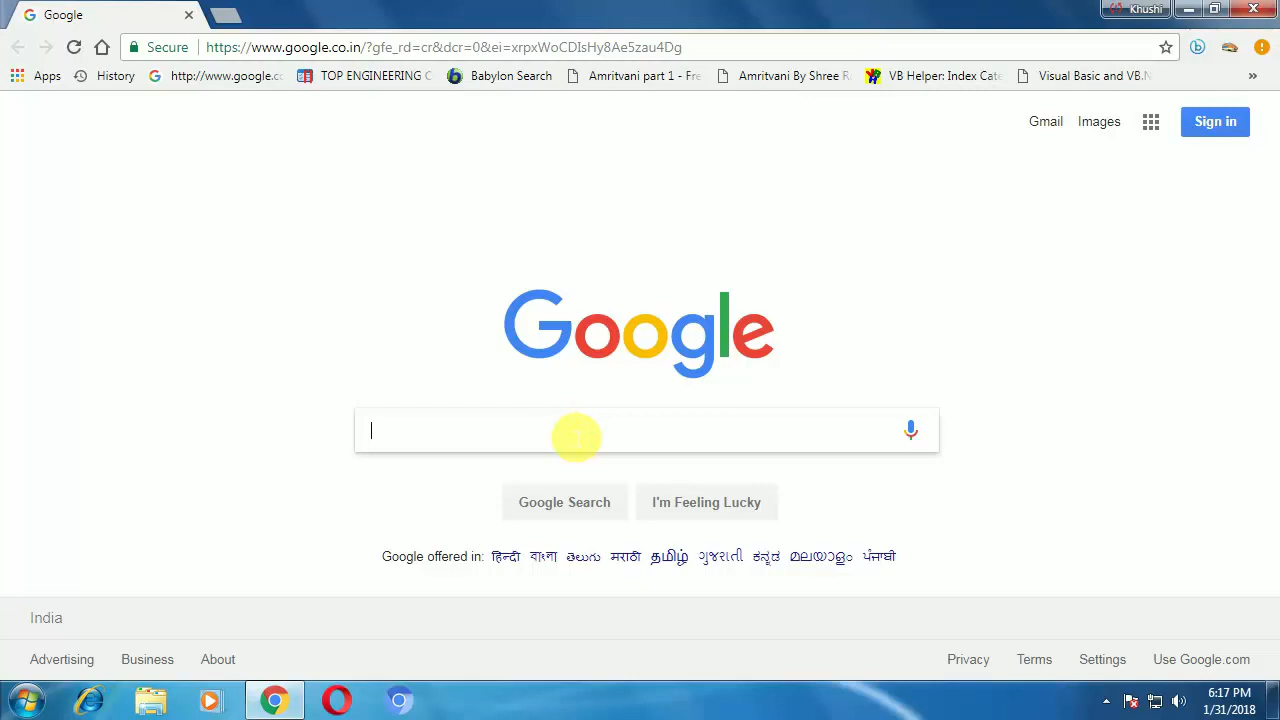 Google
Khushi
Secure https://www.google.co.in/?gfe_rd=cr&dcr=0&ei=xrpxWoCDIsHy8Ae5zau4Dg
Apps History http://www.google.cc TOP ENGINEERING C Babylon Search Amritvani part 1 - Fre Amritvani By Shree R VB Helper: Index Cate Visual Basic and VB.N »
Gmail Images Sign in
Google
Google Search I'm Feeling Lucky
Google offered in: हिन्दी বাংলা తెలుగు मराठी தமிழ் ગુજરાતી ಕನ್ನಡ മലയാളം ਪੰਜਾਬੀ
India
Advertising Business About Privacy Terms Settings Use Google.com
6:17 PM
1/31/2018